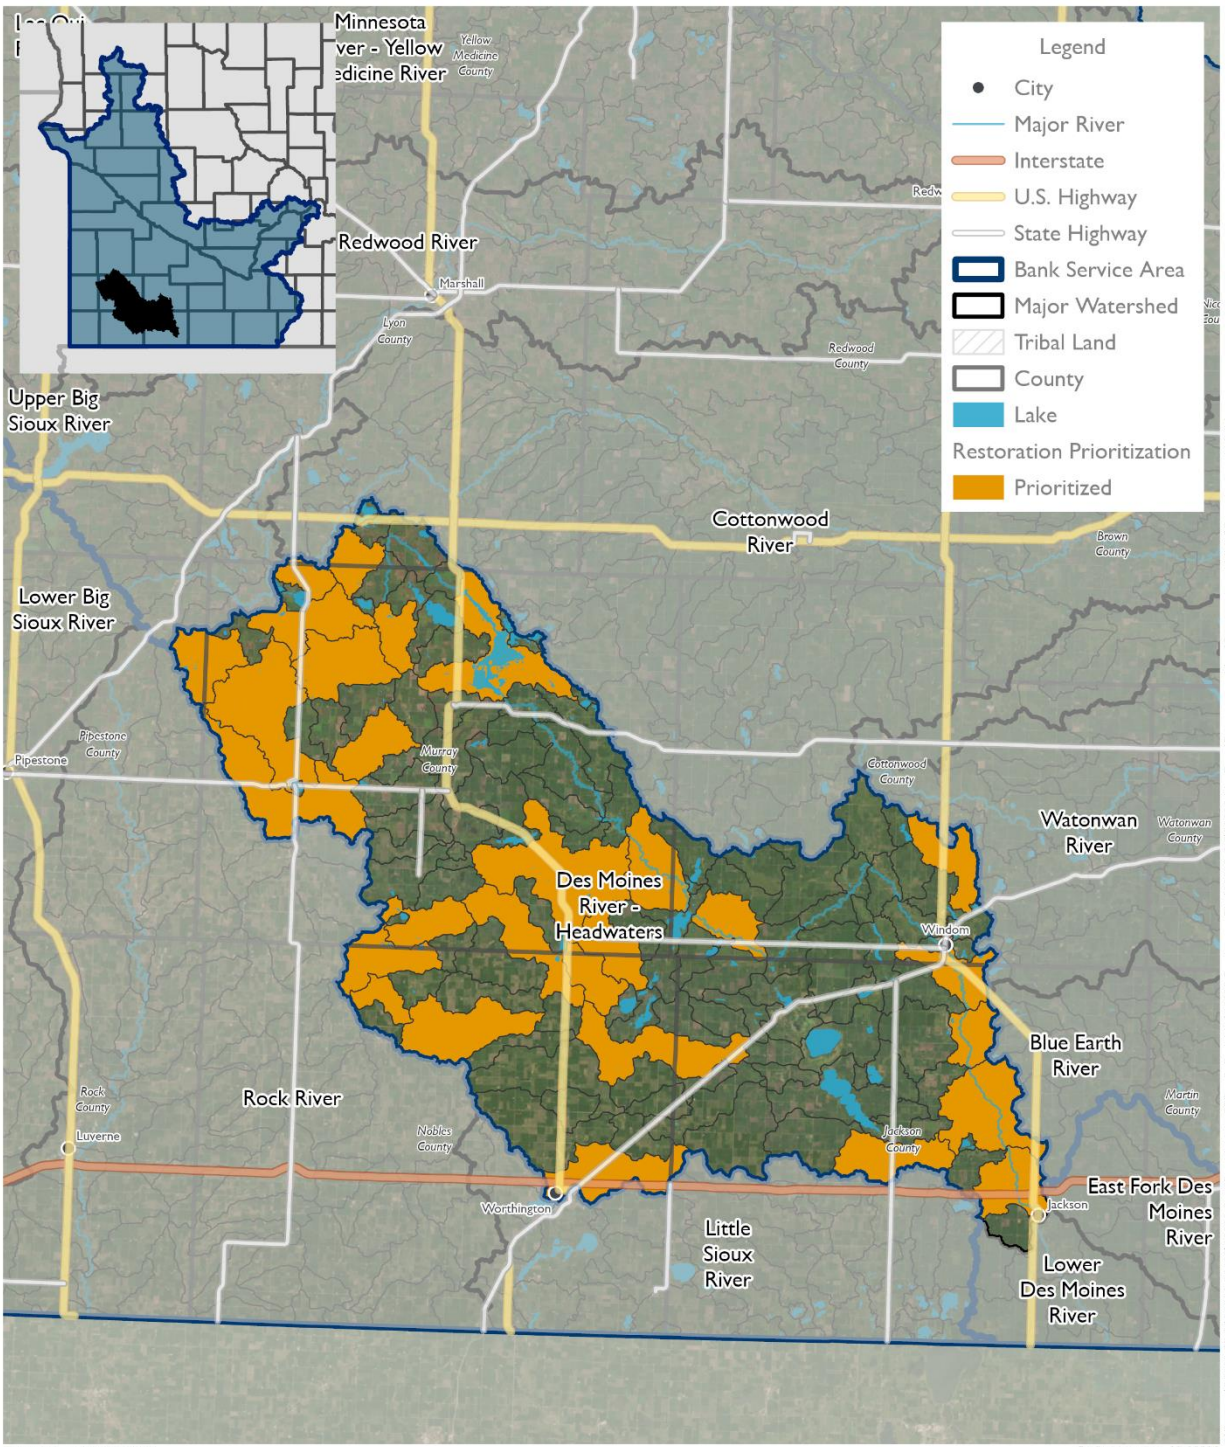 Minnesota
ver - Yellow
edicine River
Yellow
Medicine
County
Legend
City
Major River
Interstate
U.S. Highway
State Highway
Bank Service Area
Major Watershed
Tribal Land
County
Lake
Restoration Prioritization
Prioritized
Redw
Redwood River
Marshall
Lyon
County
Redwood
County
Upper Big
Sioux River
Cottonwood
River
Brown
County
Lower Big
Sioux River
Pipestone
County
Pipestone
Murray
County
Cottonwood
County
Watonwan
River
Watonwan
County
Des Moines
River -
Headwaters
Windom
Blue Earth
River
Rock River
Rock
County
Martin
County
Luverne
Nobles
County
Jackson
County
Worthington
East Fork Des
Moines
River
Jackson
Little
Sioux
River
Lower
Des Moines
River